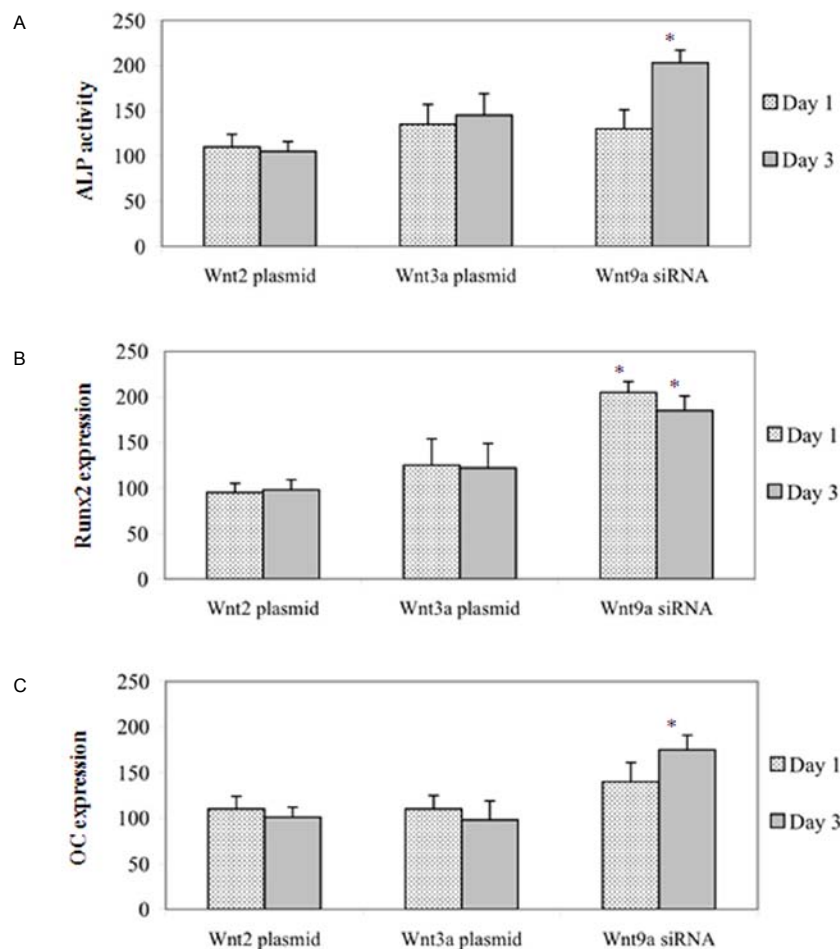 A
ALP activity
250
200
150
100
50
0
*
Wnt2 plasmid
Wnt3a plasmid
Wnt9a siRNA
Day 1
Day 3
B
Runx2 expression
250
200
150
100
50
0
*
*
Wnt2 plasmid
Wnt3a plasmid
Wnt9a siRNA
Day 1
Day 3
C
OC expression
250
200
150
100
50
0
*
Wnt2 plasmid
Wnt3a plasmid
Wnt9a siRNA
Day 1
Day 3